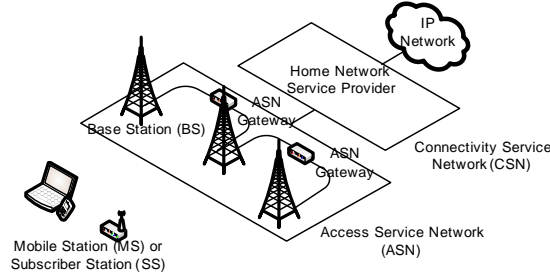 IP
Network
Home Network
Service Provider
ASN
Gateway
Base Station (BS)
ASN
Gateway
Connectivity Service
Network (CSN)
Access Service Network
(ASN)
Mobile Station (MS) or
Subscriber Station (SS)